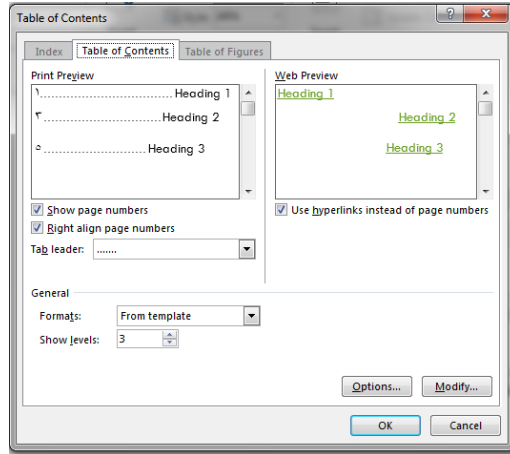 Table of Contents
Index Table of Contents Table of Figures
Print Preview
١................................Heading 1
٣...........................Heading 2
٥........................Heading 3
Show page numbers
Right align page numbers
Tab leader: .......
Web Preview
Heading 1
Heading 2
Heading 3
Use hyperlinks instead of page numbers
General
Formats: From template
Show levels: 3
Options... Modify...
OK Cancel